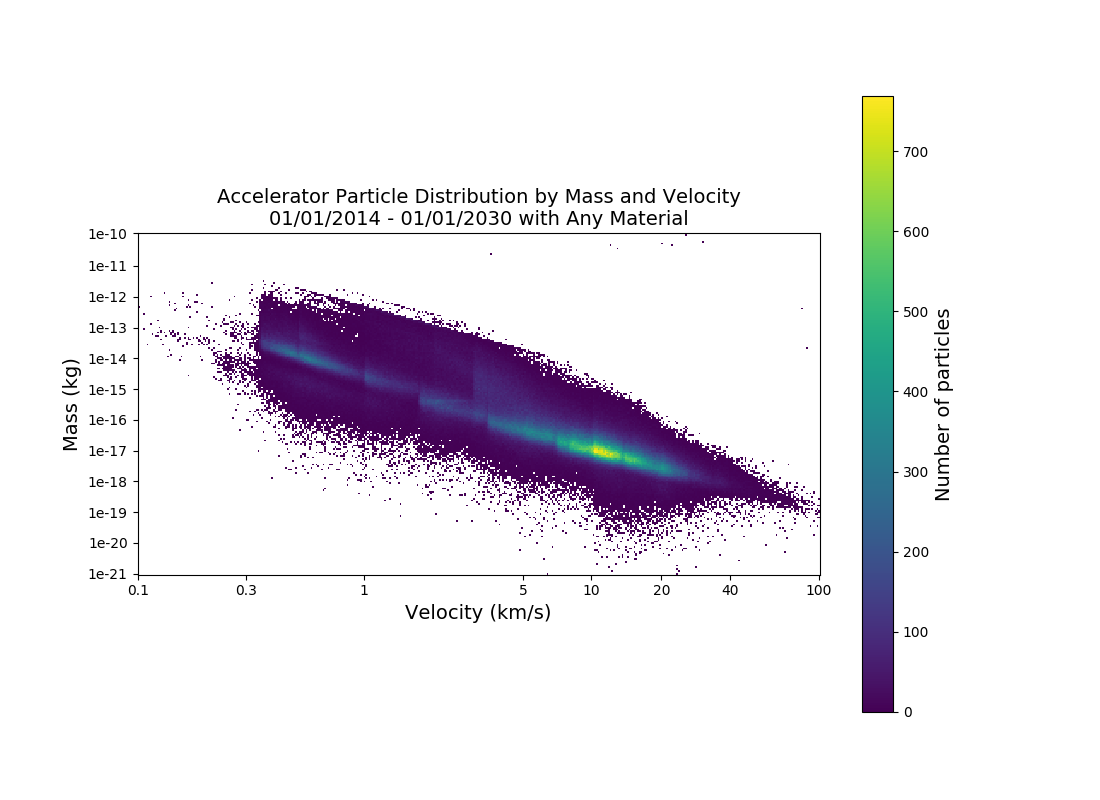 Accelerator Particle Distribution by Mass and Velocity
01/01/2014 - 01/01/2030 with Any Material
1e-10
1e-11
1e-12
1e-13
1e-14
1e-15
1e-16
1e-17
1e-18
1e-19
1e-20
1e-21
Mass (kg)
0.1
0.3
1
5
10
20
40
100
Velocity (km/s)
700
600
500
400
300
200
100
0
Number of particles